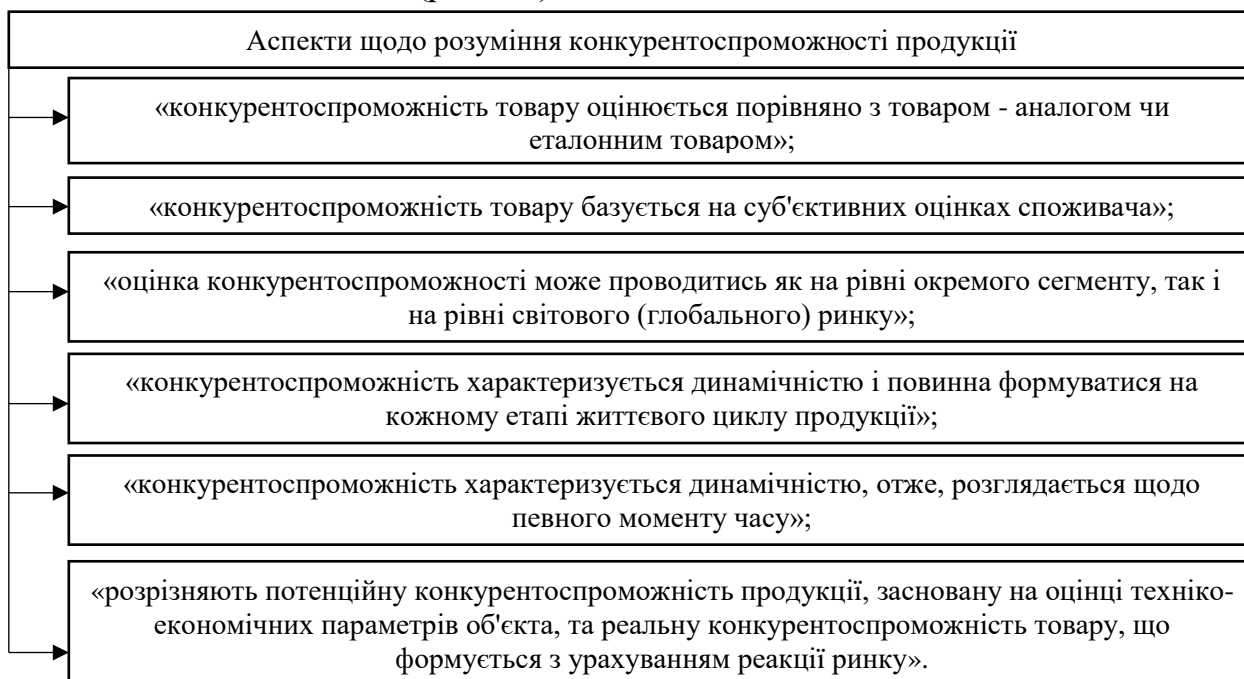 Аспекти щодо розуміння конкурентоспроможності продукції
«конкурентоспроможність товару оцінюється порівняно з товаром - аналогом чи
еталонним товаром»;
«конкурентоспроможність товару базується на суб'єктивних оцінках споживача»;
«оцінка конкурентоспроможності може проводитись як на рівні окремого сегменту, так і
на рівні світового (глобального) ринку»;
«конкурентоспроможність характеризується динамічністю і повинна формуватися на
кожному етапі життєвого циклу продукції»;
«конкурентоспроможність характеризується динамічністю, отже, розглядається щодо
певного моменту часу»;
«розрізняють потенційну конкурентоспроможність продукції, засновану на оцінці техніко-
економічних параметрів об'єкта, та реальну конкурентоспроможність товару, що
формується з урахуванням реакції ринку».